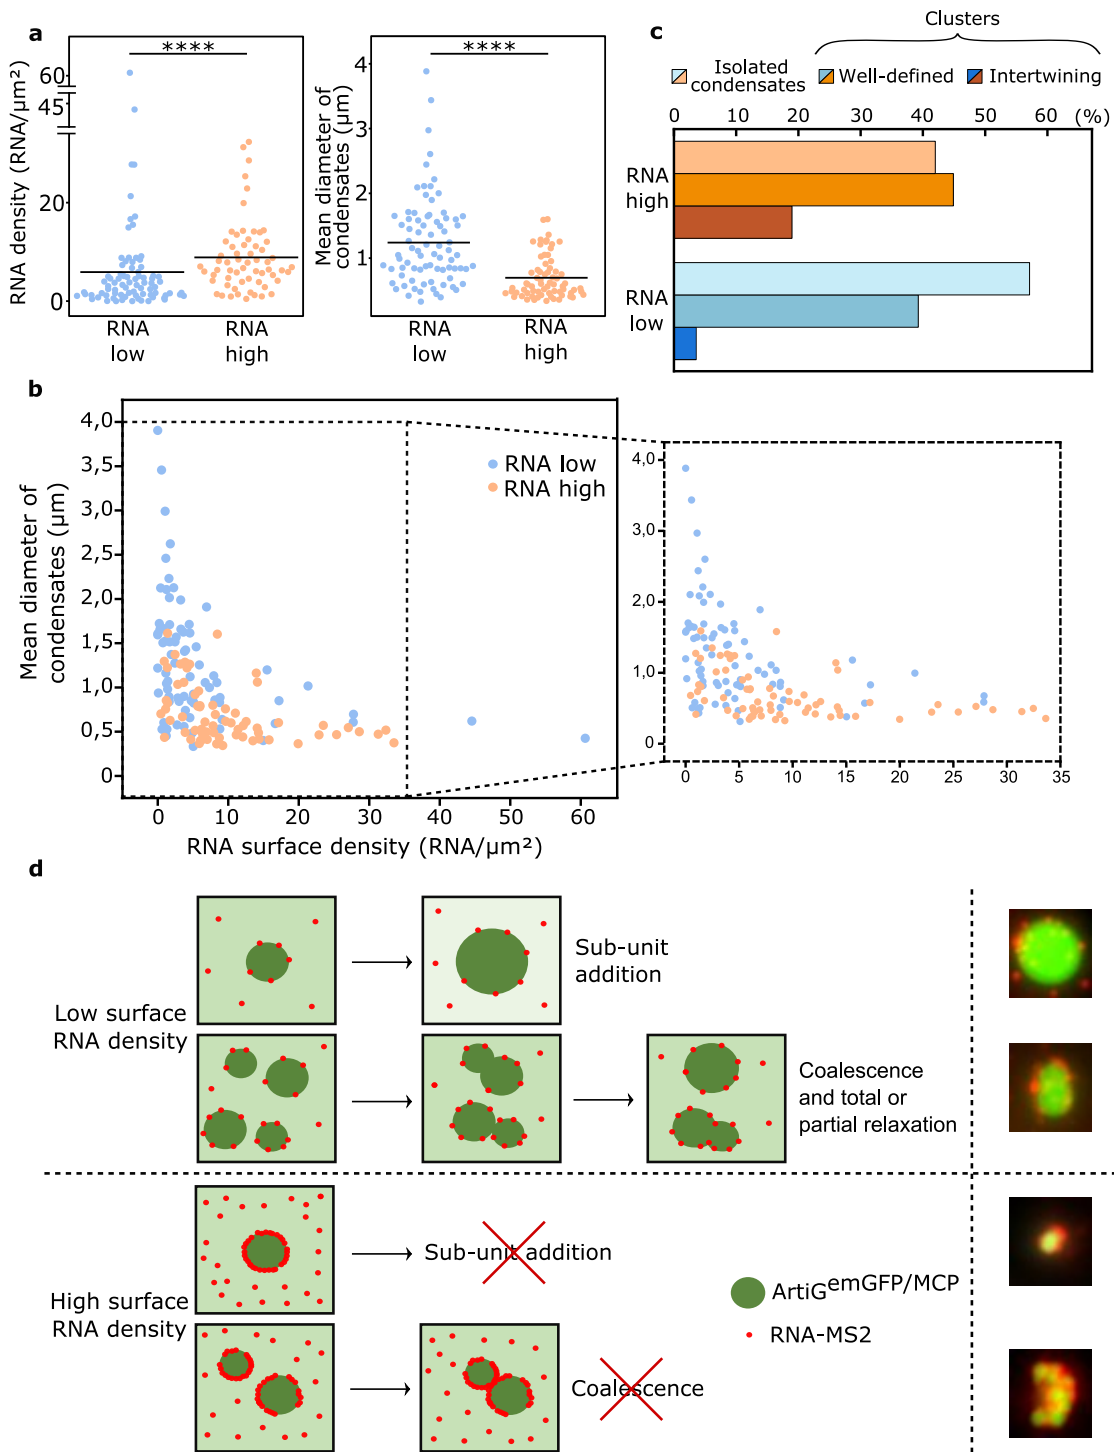 a
RNA density (RNA/μm²)
60
45
20
0
****
RNA
low
RNA
high
Mean diameter of
condensates (μm)
4
3
2
1
****
RNA
low
RNA
high
c
Clusters
Isolated
condensates
Well-defined
Intertwining
0 10 20 30 40 50 60 (%)
RNA
high
RNA
low
b
Mean diameter of
condensates (μm)
4,0
3,5
3,0
2,5
2,0
1,5
1,0
0.5
0
RNA low
RNA high
0 10 20 30 40 50 60
RNA surface density (RNA/μm²)
4,0
3,0
2,0
1,0
0
0 5 10 15 20 25 30 35
d
Low surface
RNA density
Sub-unit
addition
Coalescence
and total or
partial relaxation
High surface
RNA density
Sub-unit addition
Coalescence
ArtiG emGFP/MCP
RNA-MS2